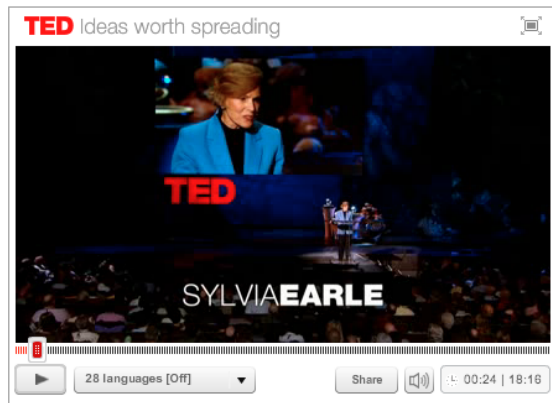 TED Ideas worth spreading
TED
SYLVIAEARLE
28 languages [Off]
Share
00:24 | 18:16